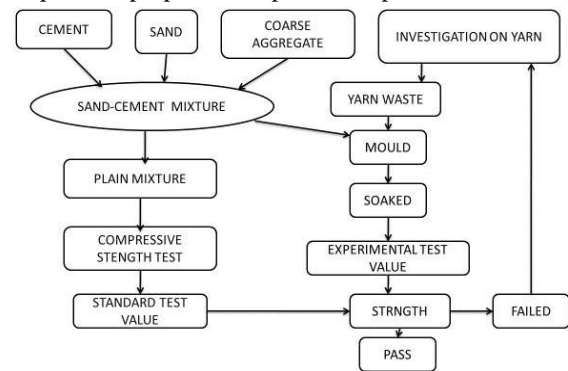 CEMENT
SAND
COARSE
AGGREGATE
INVESTIGATION ON YARN
SAND-CEMENT MIXTURE
YARN WASTE
MOULD
PLAIN MIXTURE
SOAKED
COMPRESSIVE
STENGTH TEST
EXPERIMENTAL TEST
VALUE
STANDARD TEST
VALUE
STRNGTH
FAILED
PASS